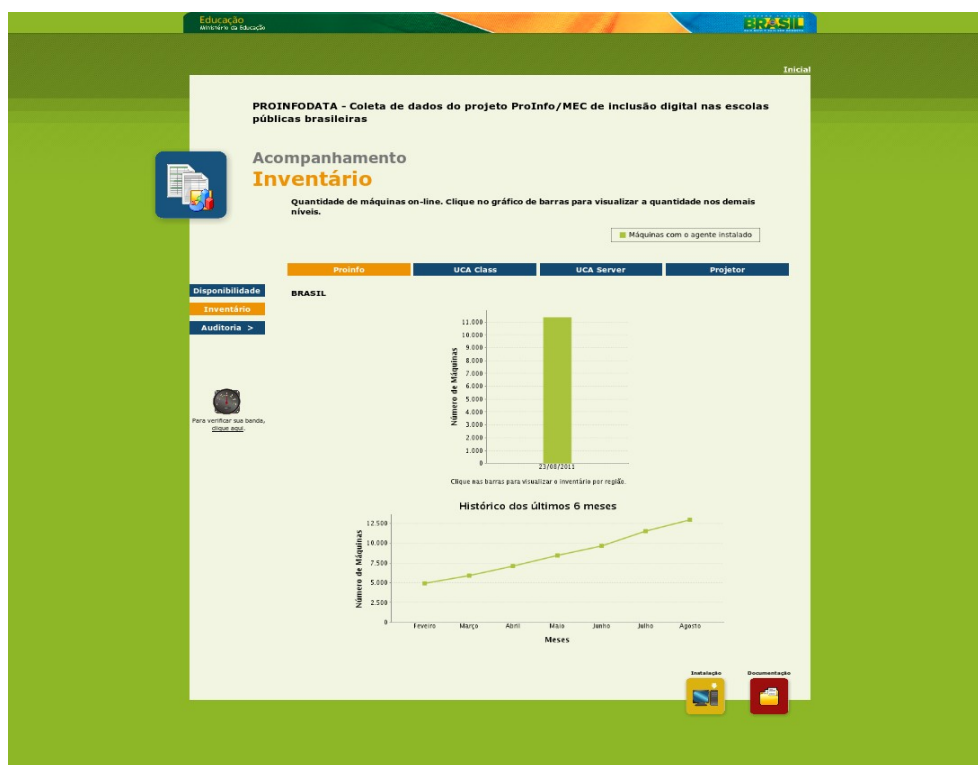 Educação
Ministério da Educação
BRASIL
Inicial
PROINFODATA - Coleta de dados do projeto ProInfo/MEC de inclusão digital nas escolas
públicas brasileiras
Acompanhamento
Inventário
Quantidade de máquinas on-line. Clique no gráfico de barras para visualizar a quantidade nos demais
níveis.
Máquinas com o agente instalado
Proinfo UCA Class UCA Server Projetor
Disponibilidade
Inventário
Auditoria >
Para verificar sua banda,
clique aqui.
BRASIL
Número de Máquinas
11.000
10.000
9.000
8.000
7.000
6.000
5.000
4.000
3.000
2.000
1.000
0
23/08/2011
Clique nas barras para visualizar o inventário por região.
Histórico dos últimos 6 meses
Número de Máquinas
12.500
10.000
7.500
5.000
2.500
0
Feveiro Março Abril Maio Junho Julho Agosto
Meses
Instalação Documentação